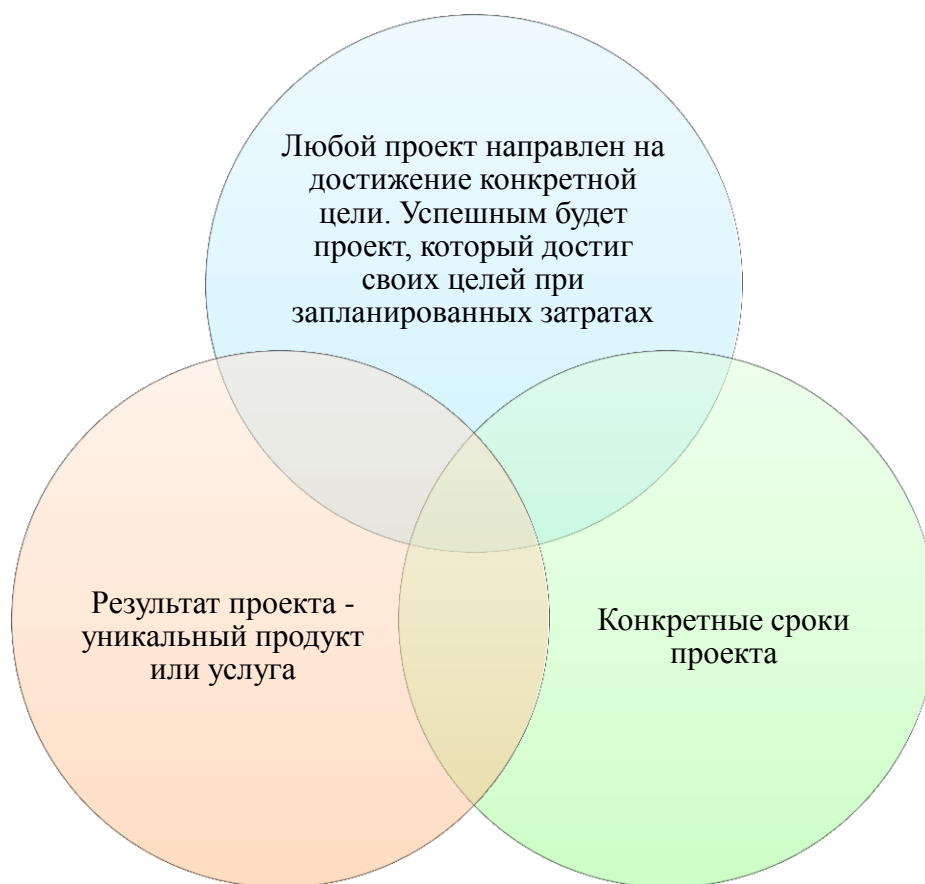 Любой проект направлен на
достижение конкретной
цели. Успешным будет
проект, который достиг
своих целей при
запланированных затратах
Результат проекта -
уникальный продукт
или услуга
Конкретные сроки
проекта